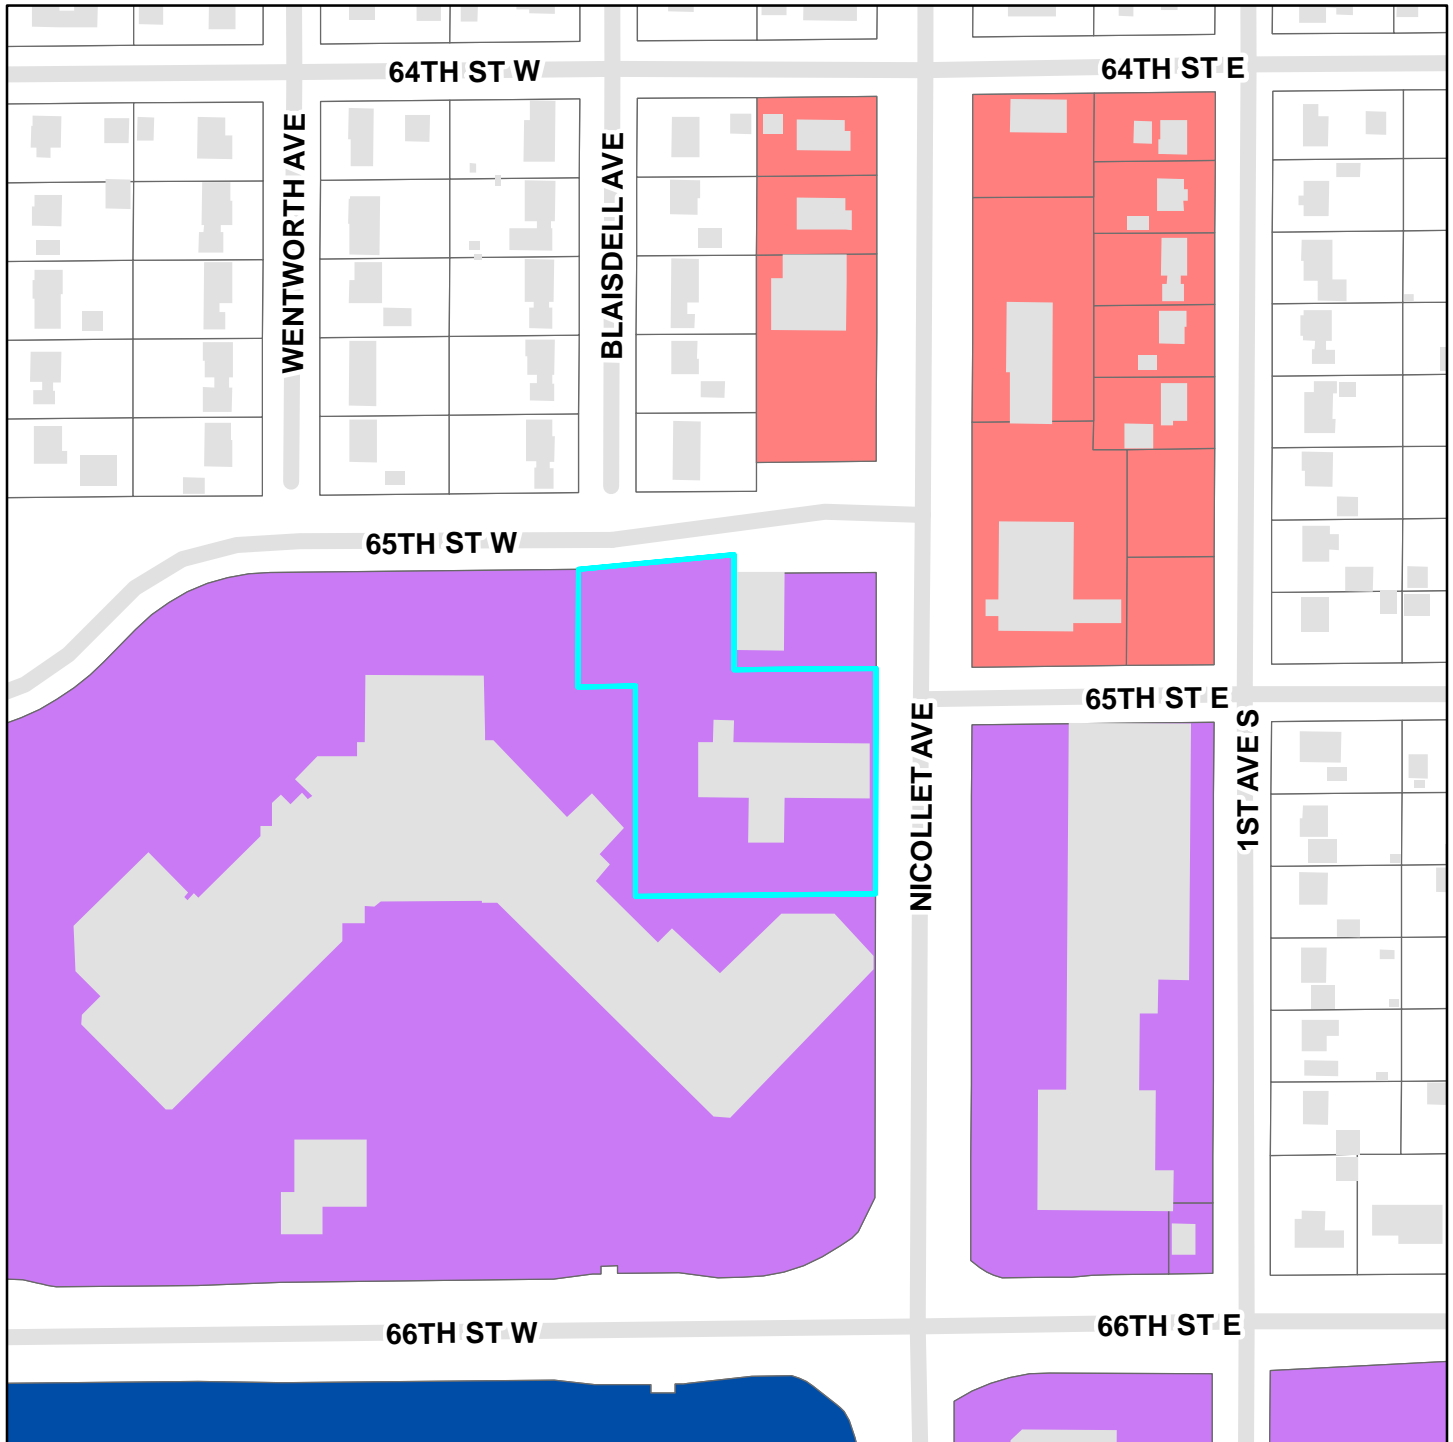 64TH ST W
64TH ST E
WENTWORTH AVE
BLAISDELL AVE
65TH ST W
65TH ST E
NICOLLET AVE
1ST AVE S
66TH ST W
66TH ST E